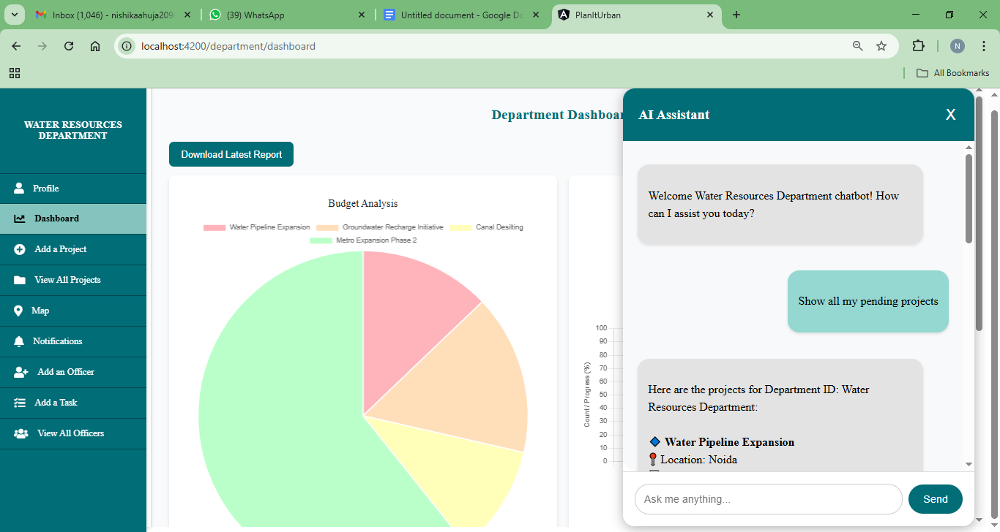 Inbox (1,046) - nishikaahuja209
(39) WhatsApp
Untitled document - Google Do
PlanItUrban
localhost:4200/department/dashboard
N
All Bookmarks
WATER RESOURCES
DEPARTMENT
Profile
Dashboard
Add a Project
View All Projects
Map
Notifications
Add an Officer
Add a Task
View All Officers
Department Dashboar
Download Latest Report
Budget Analysis
Water Pipeline Expansion
Groundwater Recharge Initiative
Canal Desilting
Metro Expansion Phase 2
Count / Progress (%)
100
90
80
70
60
50
40
30
20
10
0
AI Assistant
X
Welcome Water Resources Department chatbot! How
can I assist you today?
Show all my pending projects
Here are the projects for Department ID: Water
Resources Department:
🔷 Water Pipeline Expansion
📍 Location: Noida
Ask me anything...
Send